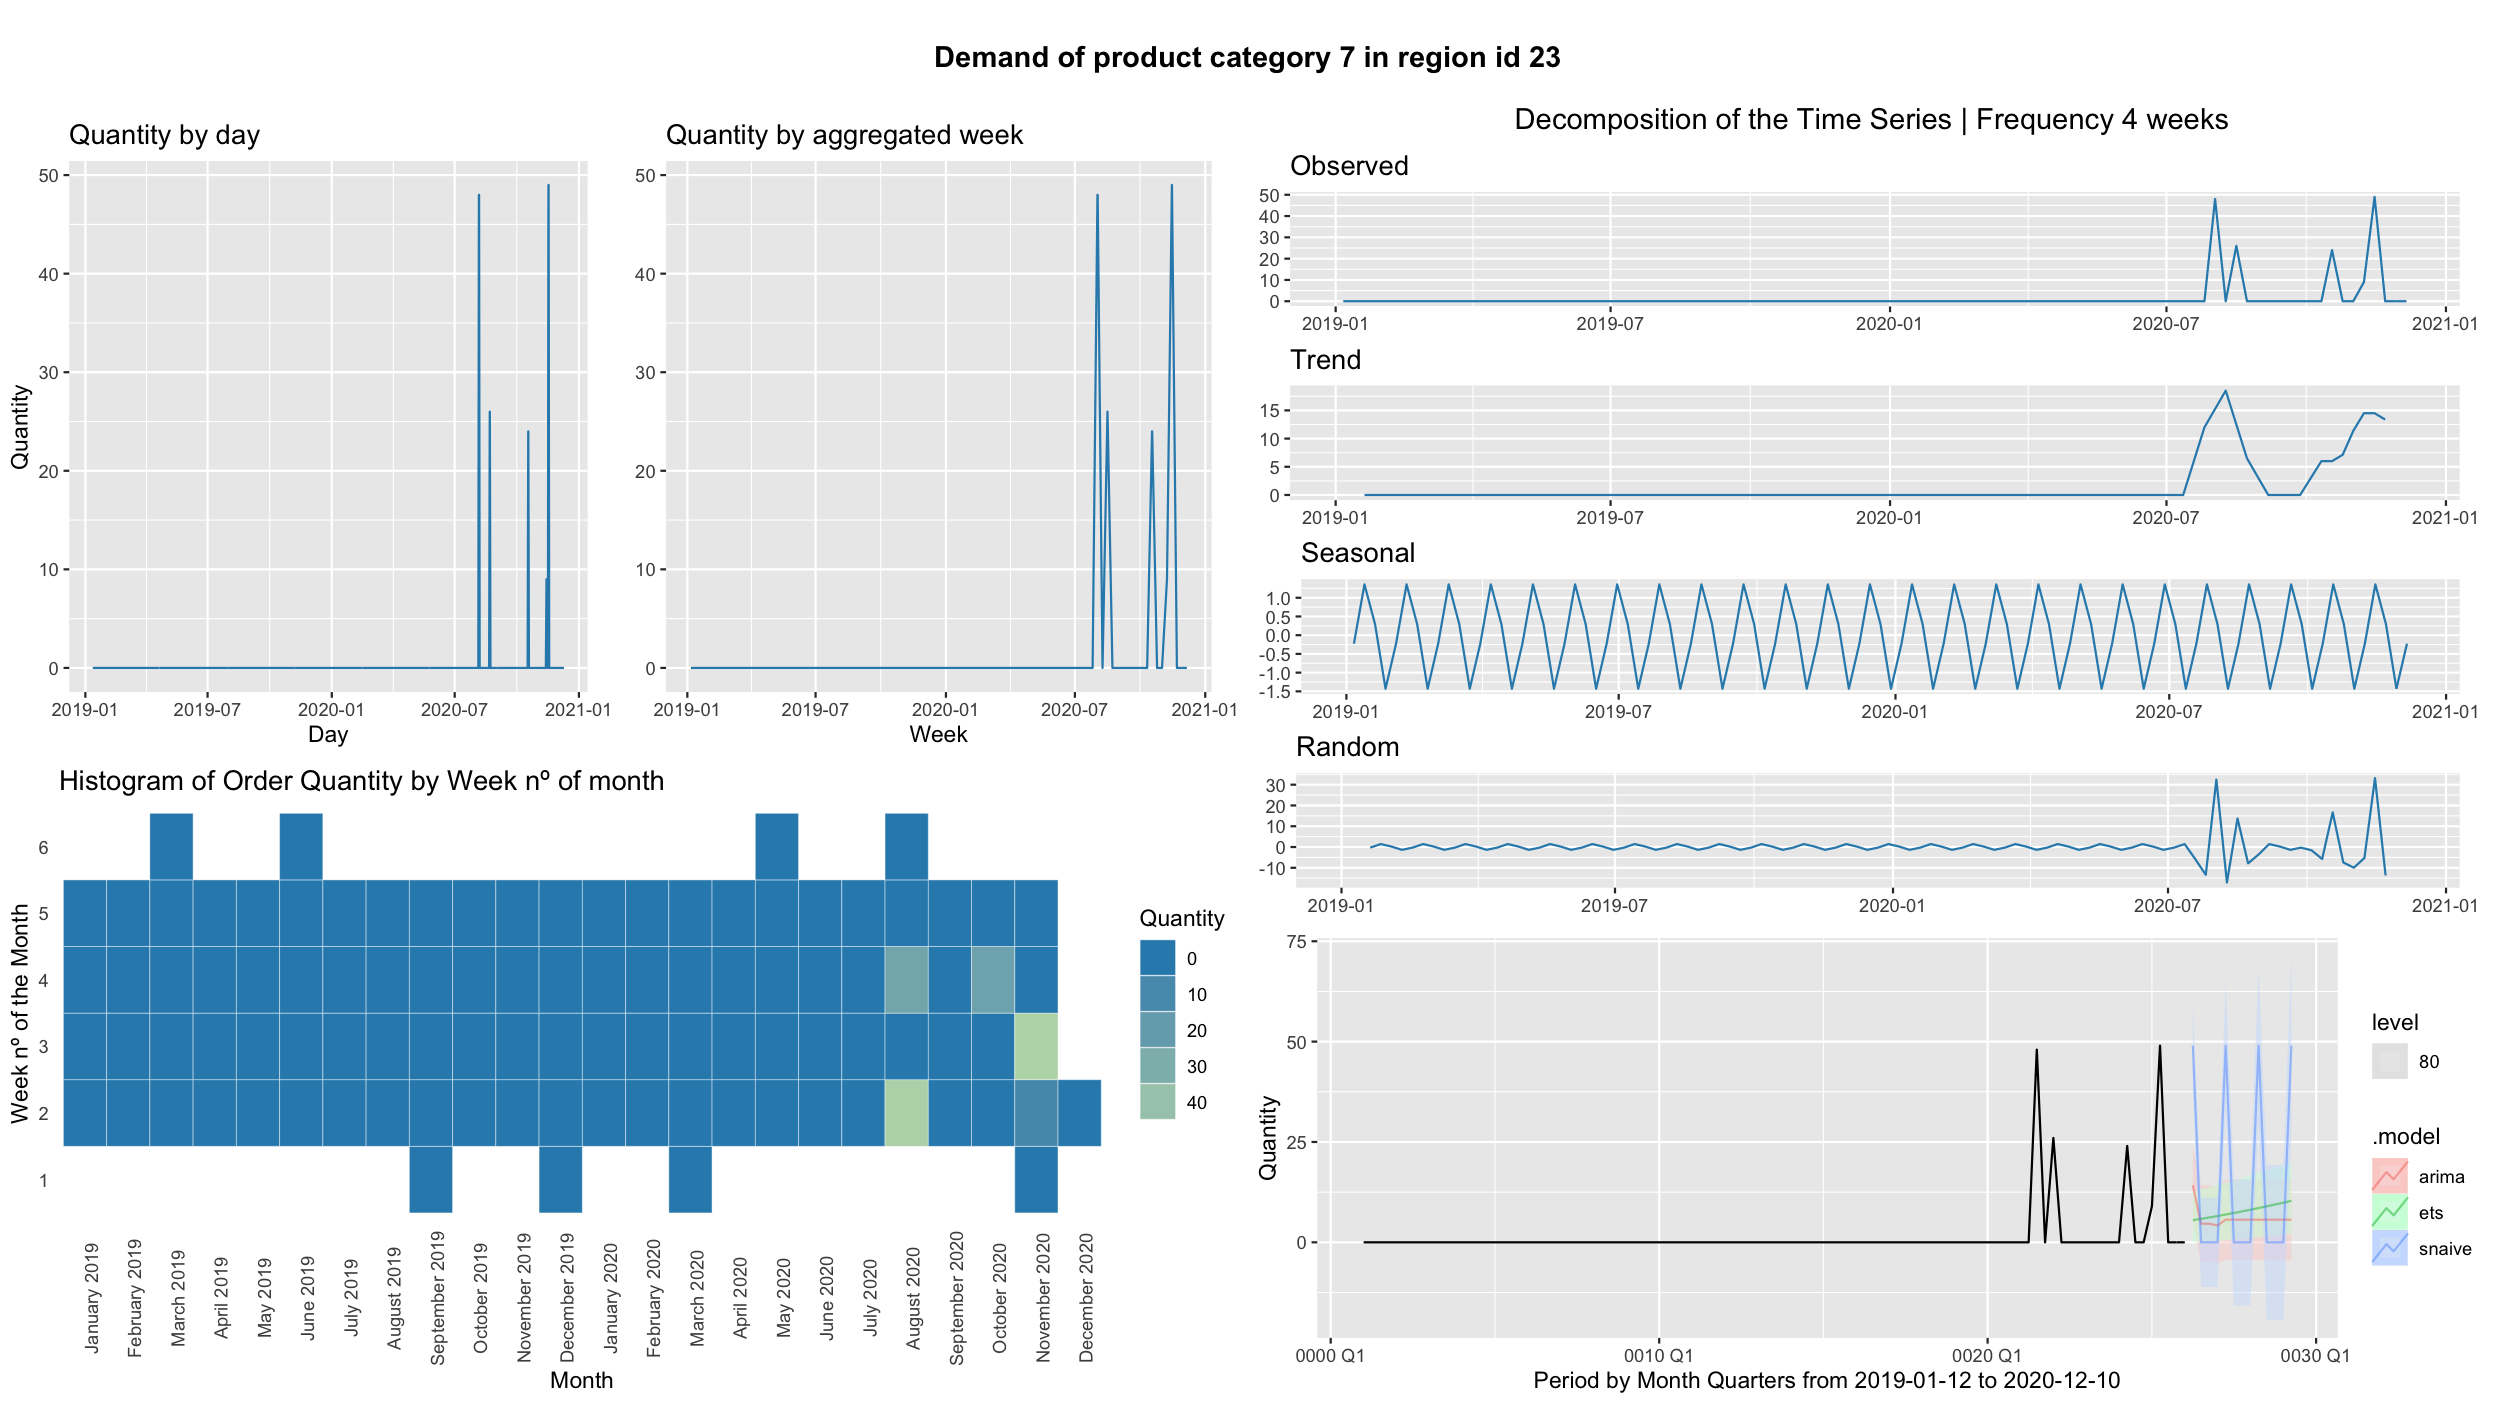 Demand of product category 7 in region id 23
Quantity by day
50
40
30
20
10
0
Quantity
2019-01 2019-07 2020-01 2020-07 2021-01
Day
Quantity by aggregated week
50
40
30
20
10
0
2019-01 2019-07 2020-01 2020-07 2021-01
Week
Decomposition of the Time Series | Frequency 4 weeks
Observed
50
40
30
20
10
0
2019-01 2019-07 2020-01 2020-07 2021-01
Trend
15
10
5
0
2019-01 2019-07 2020-01 2020-07 2021-01
Seasonal
1.0
0.5
0.0
-0.5
-1.0
-1.5
2019-01 2019-07 2020-01 2020-07 2021-01
Random
30
20
10
0
-10
2019-01 2019-07 2020-01 2020-07 2021-01
Histogram of Order Quantity by Week nº of month
6
5
4
3
2
1
Week nº of the Month
January 2019
February 2019
March 2019
April 2019
May 2019
June 2019
July 2019
August 2019
September 2019
October 2019
November 2019
December 2019
January 2020
February 2020
March 2020
April 2020
May 2020
June 2020
July 2020
August 2020
September 2020
October 2020
November 2020
December 2020
Month
Quantity
0
10
20
30
40
75
50
25
0
Quantity
0000 Q1 0010 Q1 0020 Q1 0030 Q1
Period by Month Quarters from 2019-01-12 to 2020-12-10
level
80
.model
arima
ets
snaive